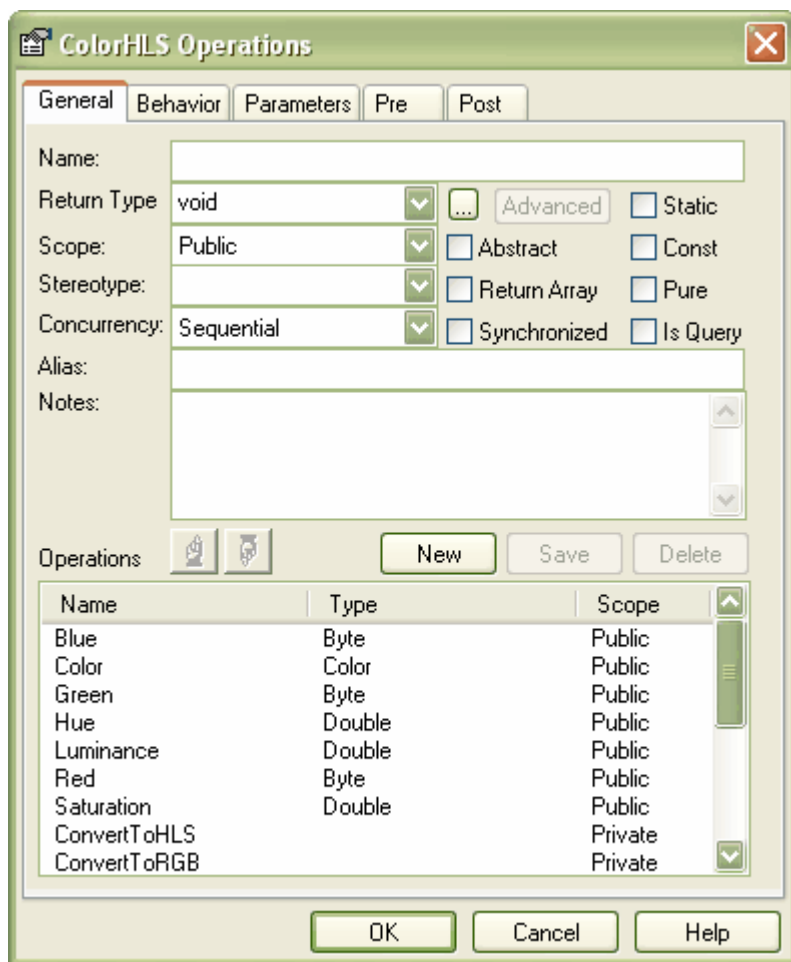 ColorHLS Operations
General Behavior Parameters Pre Post
Name:
Return Type void ... Advanced Static
Scope: Public Abstract Const
Stereotype: Return Array Pure
Concurrency: Sequential Synchronized Is Query
Alias:
Notes:
Operations New Save Delete
Name Type Scope
Blue Byte Public
Color Color Public
Green Byte Public
Hue Double Public
Luminance Double Public
Red Byte Public
Saturation Double Public
ConvertToHLS Private
ConvertToRGB Private
OK Cancel Help